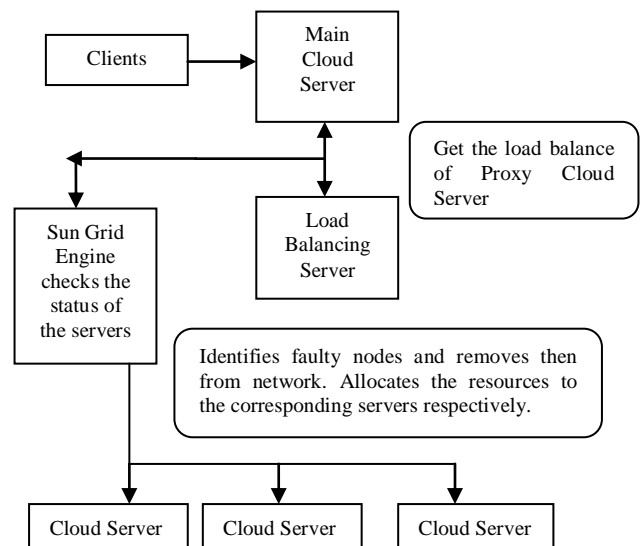 Main
Cloud
Server
Clients
Get the load balance
of Proxy Cloud
Server
Load
Balancing
Server
Sun Grid
Engine
checks the
status of
the servers
Identifies faulty nodes and removes then
from network. Allocates the resources to
the corresponding servers respectively.
Cloud Server
Cloud Server
Cloud Server